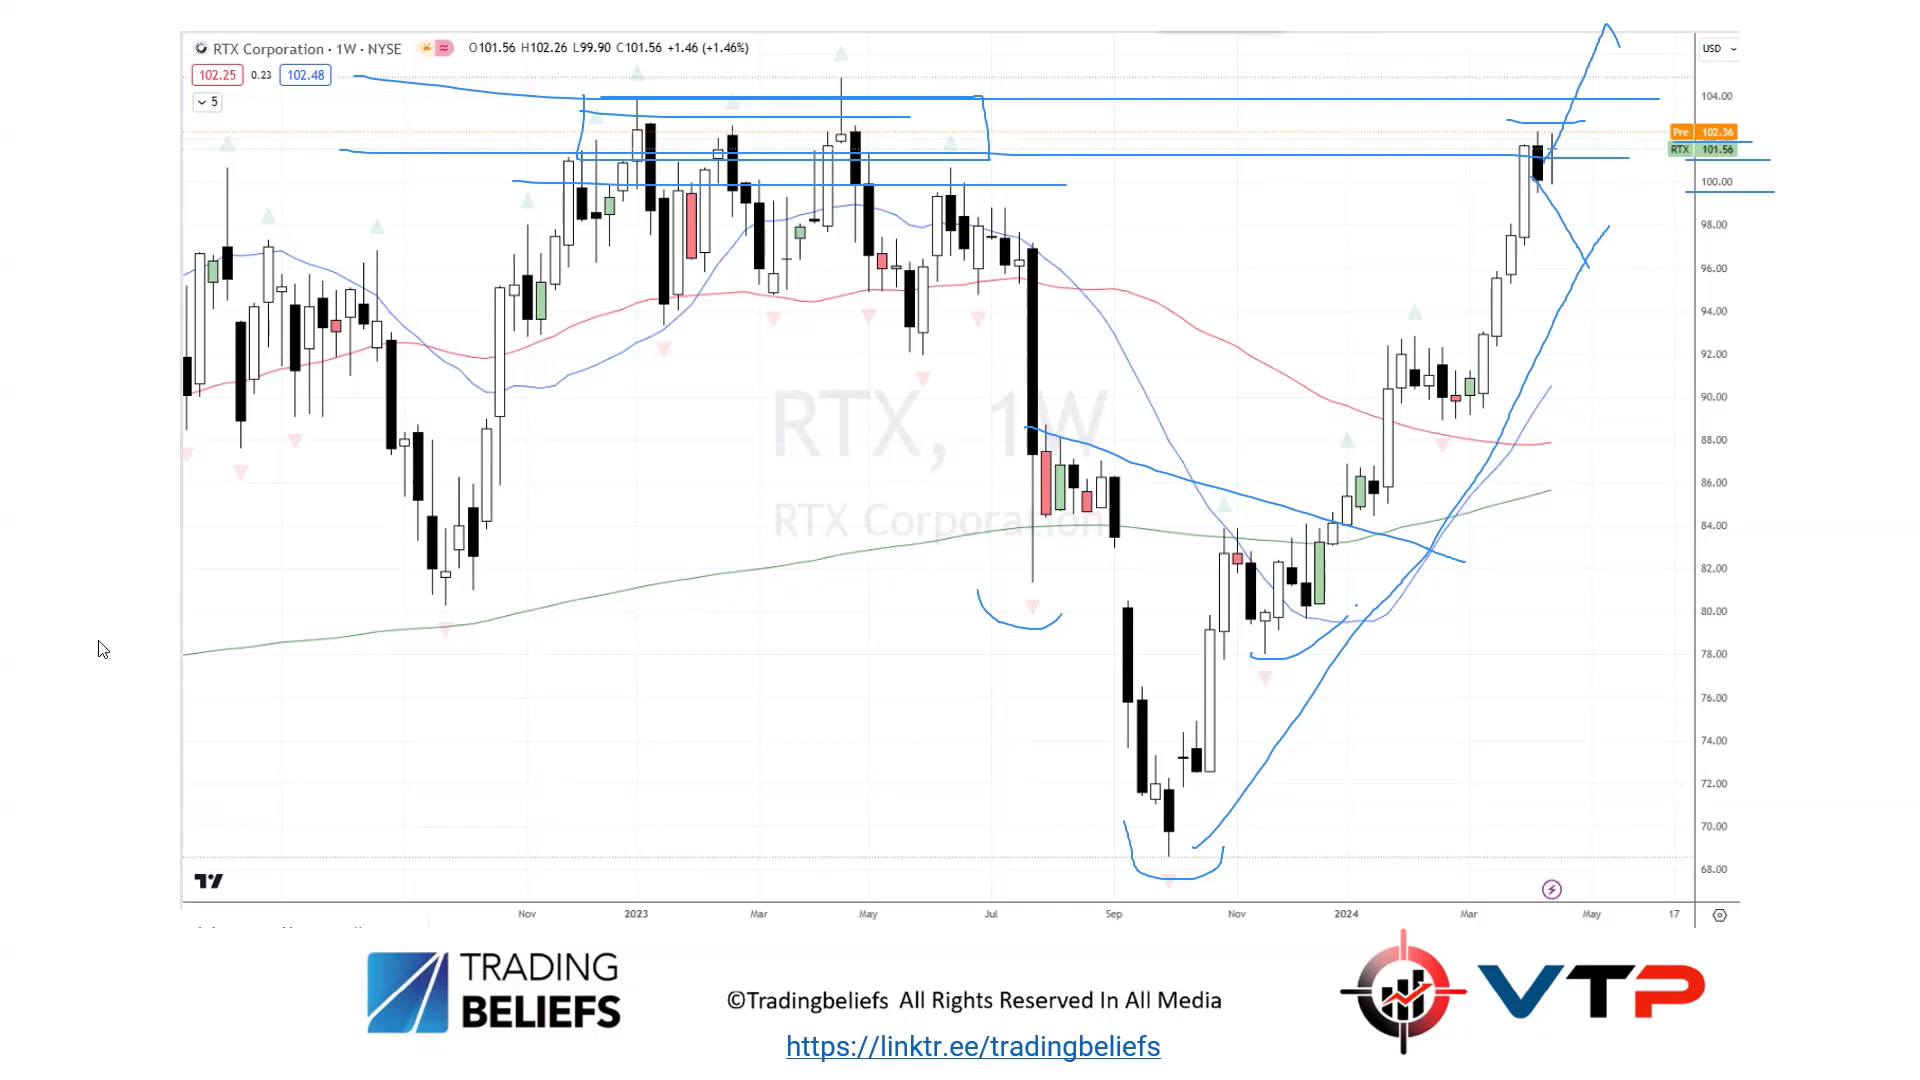 RTX Corporation · 1W · NYSE
O101.56 H102.26 L99.90 C101.56 +1.46 (+1.46%)
USD
102.25 0.23 102.48
5
104.00
Pre 102.36
RTX 101.56
100.00
98.00
96.00
94.00
92.00
90.00
88.00
86.00
84.00
82.00
80.00
78.00
76.00
74.00
72.00
70.00
68.00
RTX, 1W
RTX Corporation
Nov 2023 Mar May Jul Sep Nov 2024 Mar May 17
TRADING
BELIEFS
©Tradingbeliefs All Rights Reserved In All Media
https://linktr.ee/tradingbeliefs
VTP